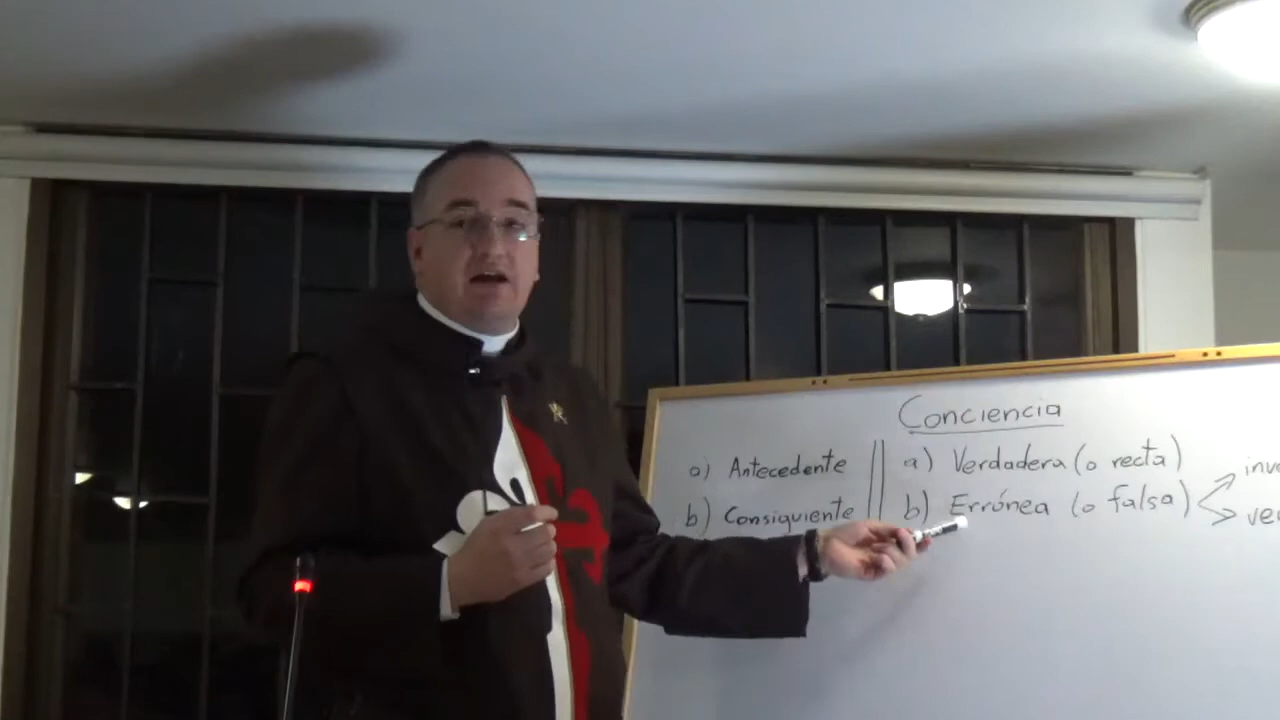 Conciencia
a) Antecedente
b) Consiguiente
a) Verdadera (o recta)
b) Errónea (o falsa)